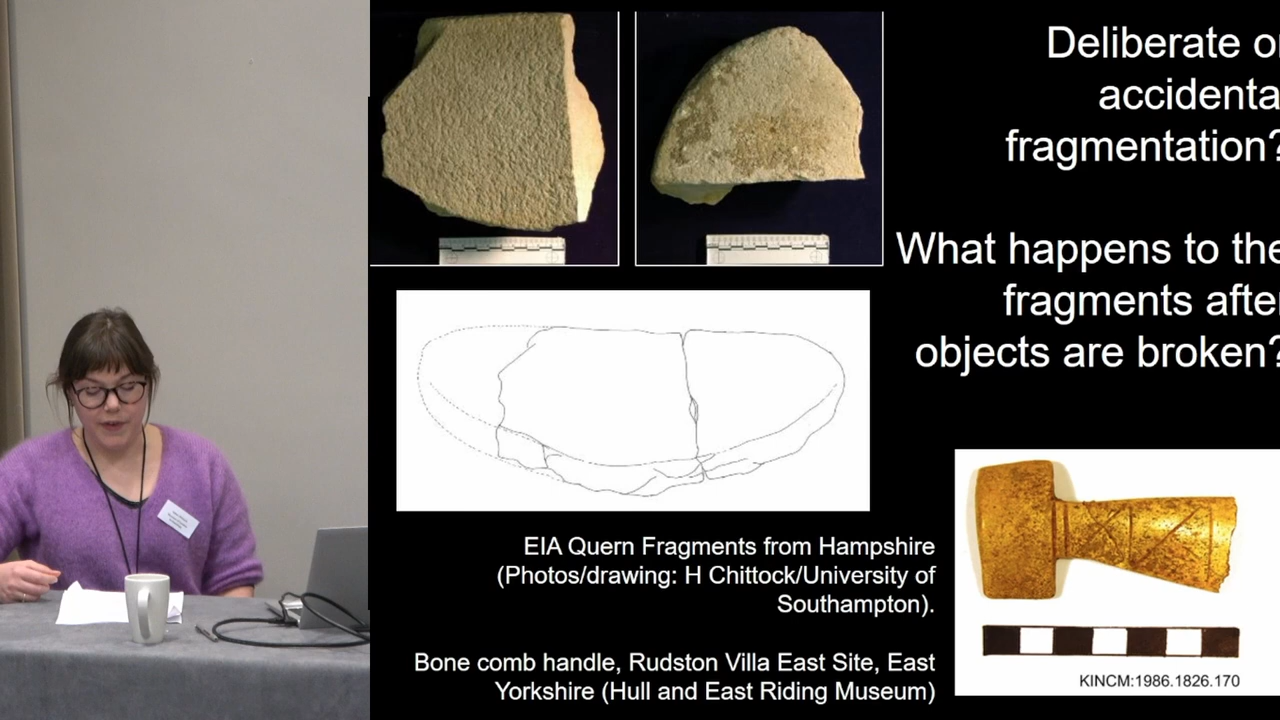 Deliberate or
accidenta
fragmentation?
What happens to the
fragments after
objects are broken?
EIA Quern Fragments from Hampshire
(Photos/drawing: H Chittock/University of
Southampton).
Bone comb handle, Rudston Villa East Site, East
Yorkshire (Hull and East Riding Museum)
KINCM:1986.1826.170